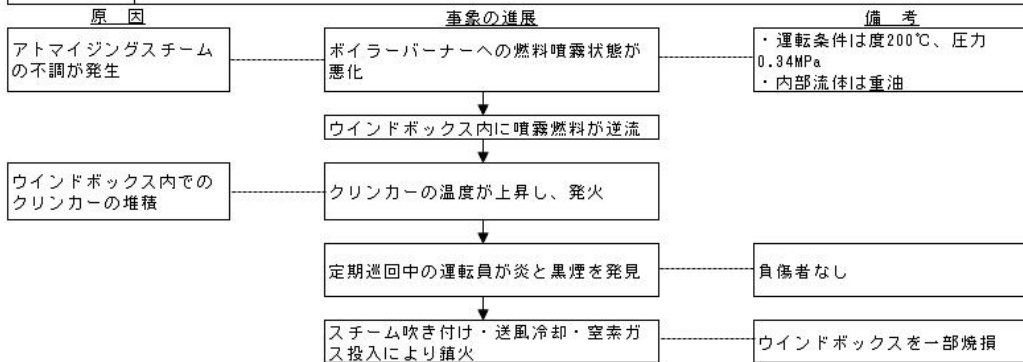 原　因
事象の進展
備　考
アトマイジングスチーム
の不調が発生
ボイラーバーナーへの燃料噴霧状態が
悪化
・運転条件は度200℃、圧力
0.34MPa
・内部流体は重油
ウインドボックス内に噴霧燃料が逆流
ウインドボックス内での
クリンカーの堆積
クリンカーの温度が上昇し、発火
定期巡回中の運転員が炎と黒煙を発見
負傷者なし
スチーム吹き付け・送風冷却・窒素ガ
ス投入により鎮火
ウインドボックスを一部焼損